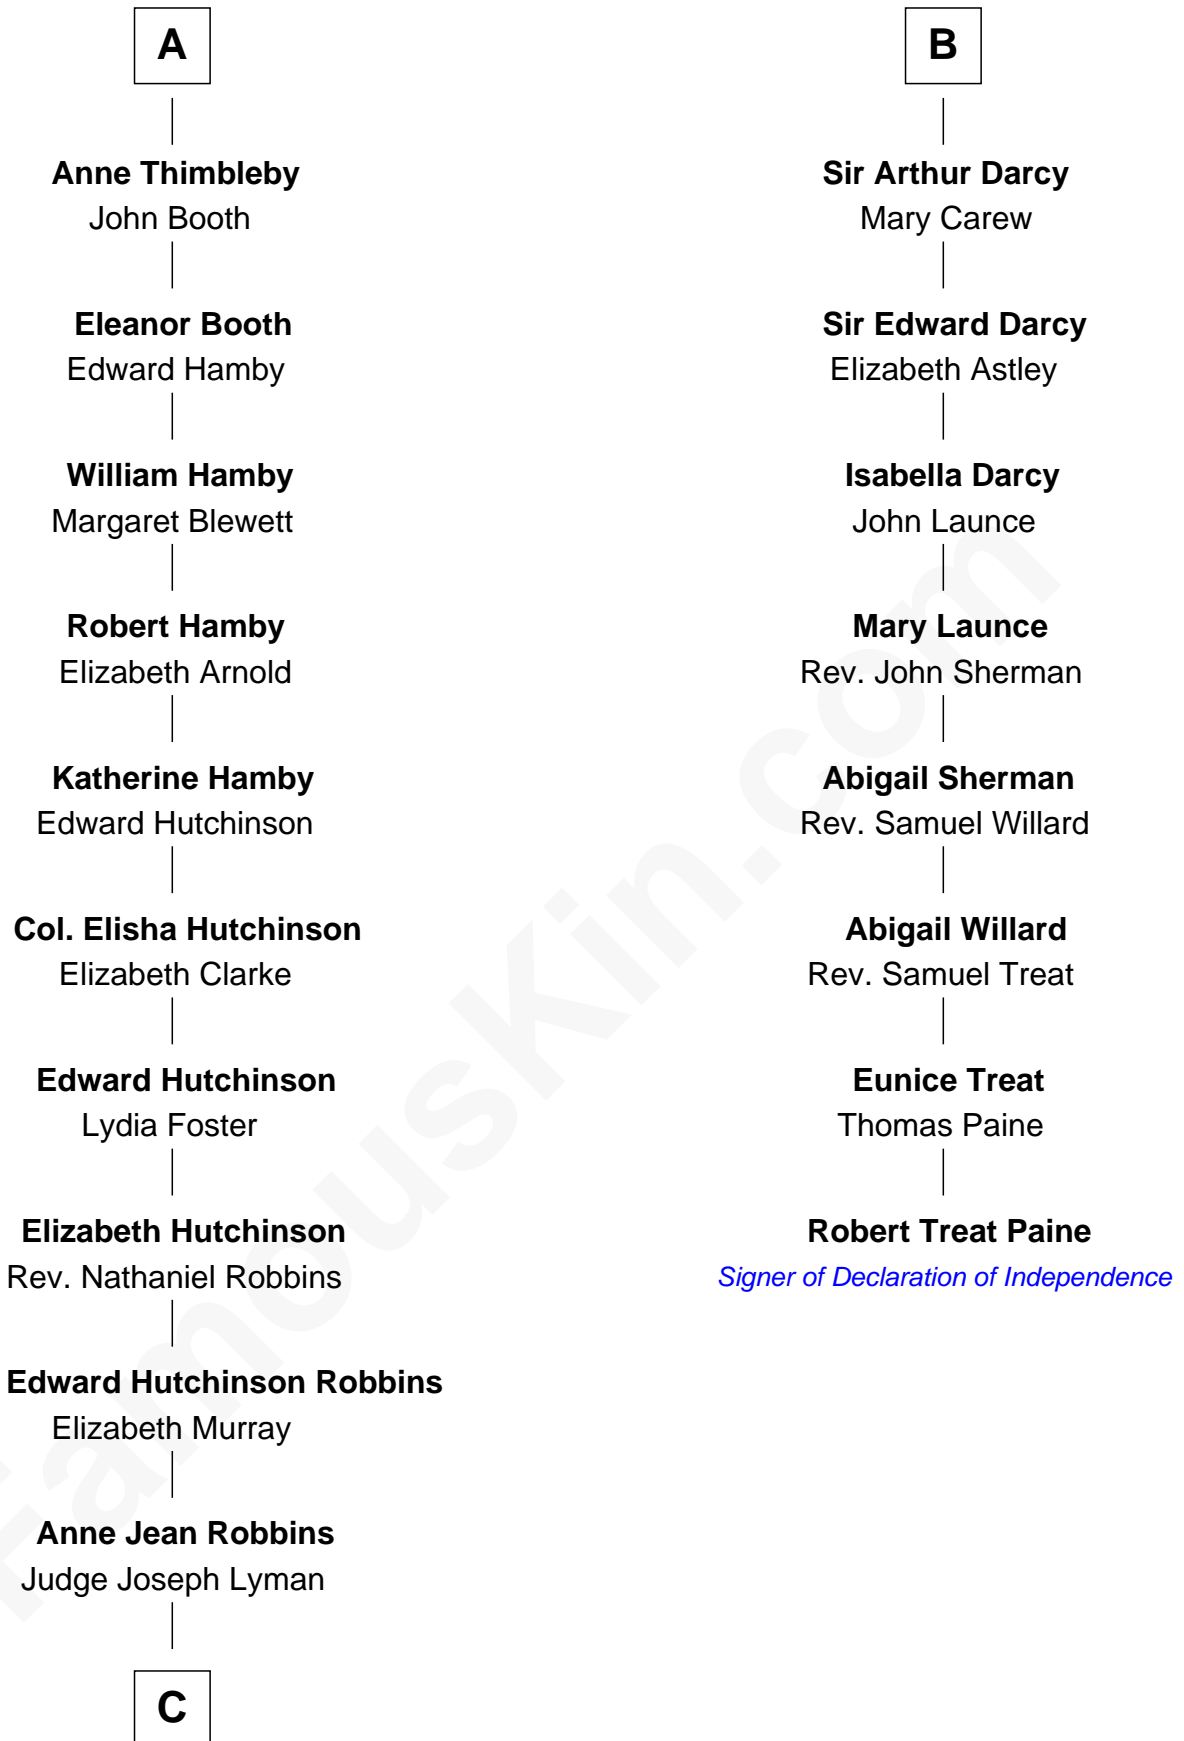 A
Anne Thimbleby
John Booth
Eleanor Booth
Edward Hamby
William Hamby
Margaret Blewett
Robert Hamby
Elizabeth Arnold
Katherine Hamby
Edward Hutchinson
Col. Elisha Hutchinson
Elizabeth Clarke
Edward Hutchinson
Lydia Foster
Elizabeth Hutchinson
Rev. Nathaniel Robbins
Edward Hutchinson Robbins
Elizabeth Murray
Anne Jean Robbins
Judge Joseph Lyman
C
B
Sir Arthur Darcy
Mary Carew
Sir Edward Darcy
Elizabeth Astley
Isabella Darcy
John Launce
Mary Launce
Rev. John Sherman
Abigail Sherman
Rev. Samuel Willard
Abigail Willard
Rev. Samuel Treat
Eunice Treat
Thomas Paine
Robert Treat Paine
Signer of Declaration of Independence
FamousKin.com